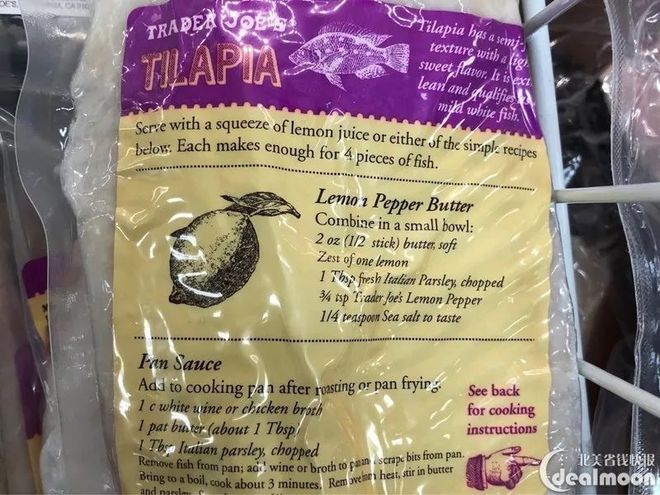 TRADER JOE'S
TILAPIA
Tilapia has a semi-
texture with a
sweet flavor. It is
lean and qualifies
mild white fish.
Serve with a squeeze of lemon juice or either of the simple recipes
below. Each makes enough for 4 pieces of fish.
Lemon Pepper Butter
Combine in a small bowl:
2 oz (1/2 stick) butter, soft
Zest of one lemon
1 Tbsp fresh Italian Parsley, chopped
¾ tsp Trader Joe's Lemon Pepper
1/4 teaspoon Sea salt to taste
Pan Sauce
Add to cooking pan after roasting or pan frying:
1 c white wine or chicken broth
1 pat butter (about 1 Tbsp)
1 Tbsp Italian parsley, chopped
Remove fish from pan; add wine or broth to pan and scrape bits from pan.
Bring to a boil, cook about 3 minutes. Remove from heat, stir in butter
and parsley.
See back
for cooking
instructions
北美省钱快报
dealmoon